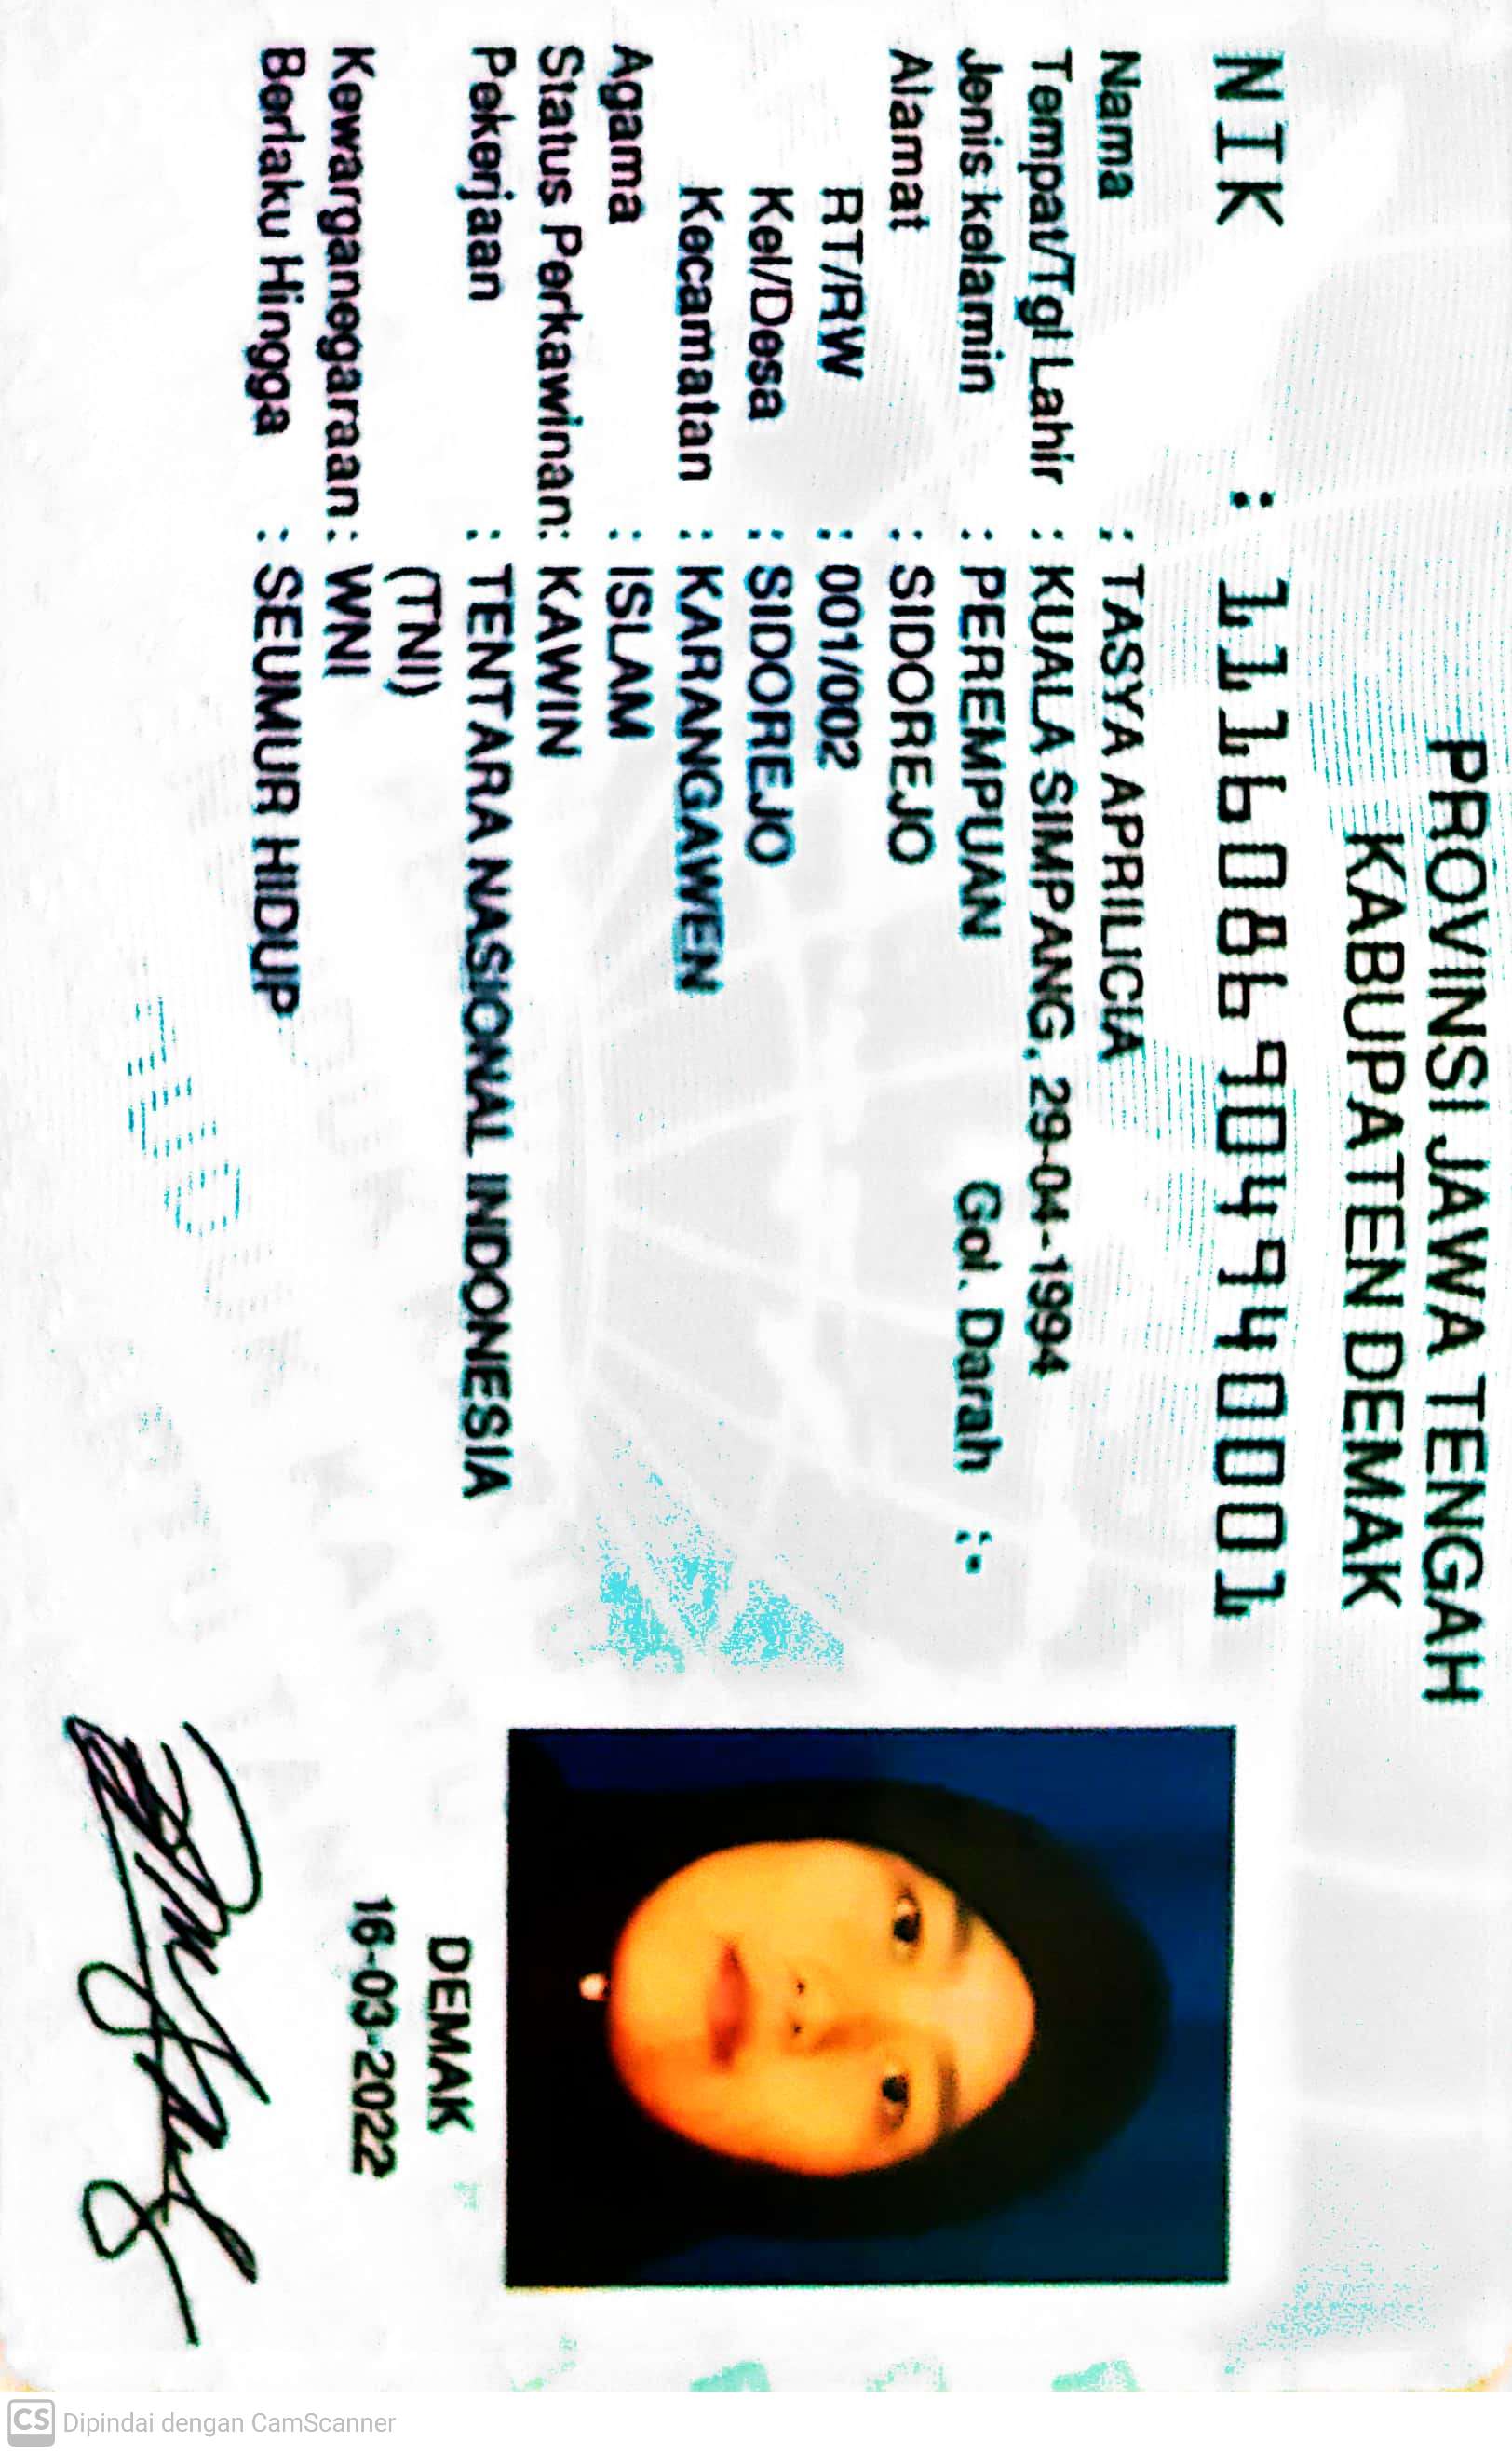 PROVINSI JAWA TENGAH
KABUPATEN DEMAK
NIK : 1116086904940001
Nama : TASYA APRILICIA
Tempat/Tgl Lahir : KUALA SIMPANG, 29-04-1994
Jenis kelamin : PEREMPUAN Gol. Darah :-
Alamat : SIDOREJO
RT/RW : 001/002
Kel/Desa : SIDOREJO
Kecamatan : KARANGAWEN
Agama : ISLAM
Status Perkawinan: KAWIN
Pekerjaan : TENTARA NASIONAL INDONESIA
(TNI)
Kewarganegaraan: WNI
Berlaku Hingga : SEUMUR HIDUP
DEMAK
16-03-2022
CS Dipindai dengan CamScanner